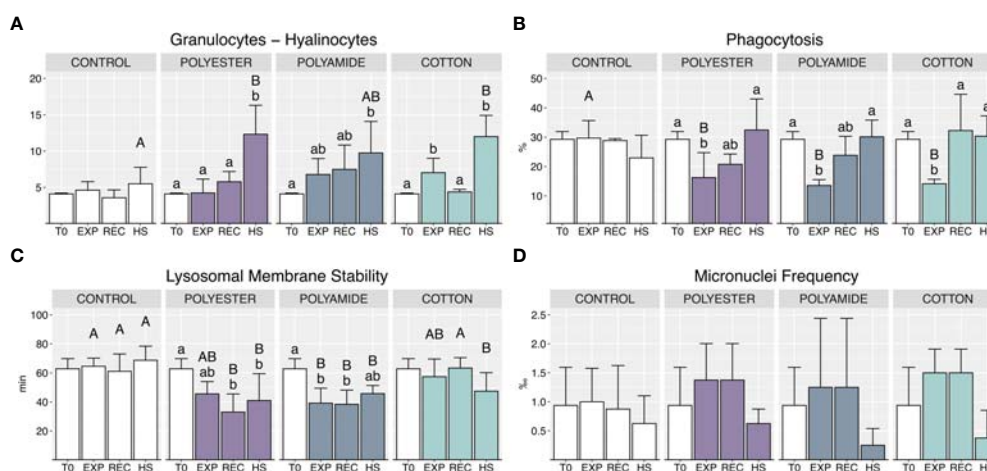 A
Granulocytes – Hyalinocytes
CONTROL POLYESTER POLYAMIDE COTTON
20
15
10
5
A
a a a B b
a ab ab AB b
a b a B b
T0 EXP REC HS T0 EXP REC HS T0 EXP REC HS T0 EXP REC HS
B
Phagocytosis
CONTROL POLYESTER POLYAMIDE COTTON
%
50
40
30
20
10
A
a B b ab a
a B b ab a
a B b a a
T0 EXP REC HS T0 EXP REC HS T0 EXP REC HS T0 EXP REC HS
C
Lysosomal Membrane Stability
CONTROL POLYESTER POLYAMIDE COTTON
min
100
80
60
40
20
A A A
a AB ab B b B b
a B b B b B ab
AB A B
T0 EXP REC HS T0 EXP REC HS T0 EXP REC HS T0 EXP REC HS
D
Micronuclei Frequency
CONTROL POLYESTER POLYAMIDE COTTON
‰
2.5
2.0
1.5
1.0
0.5
T0 EXP REC HS T0 EXP REC HS T0 EXP REC HS T0 EXP REC HS